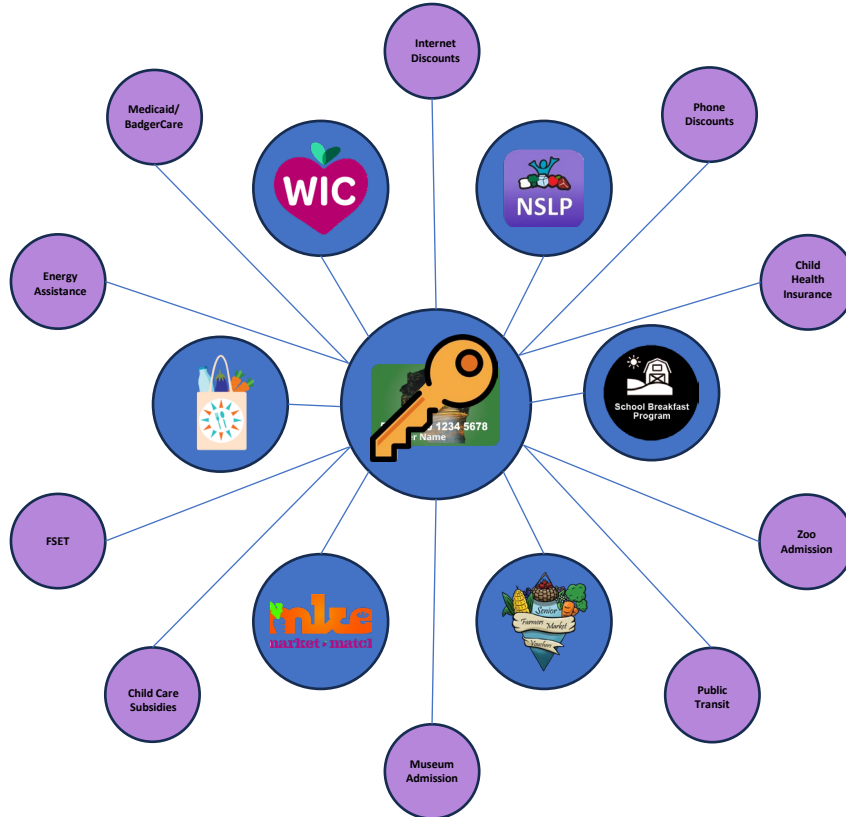 Internet
Discounts
Medicaid/
BadgerCare
Phone
Discounts
WIC
NSLP
Energy
Assistance
Child
Health
Insurance
School Breakfast
Program
1234 5678
Name
FSET
Zoo
Admission
mke
market
Senior
Farmers Market
Vouchers
Child Care
Subsidies
Public
Transit
Museum
Admission